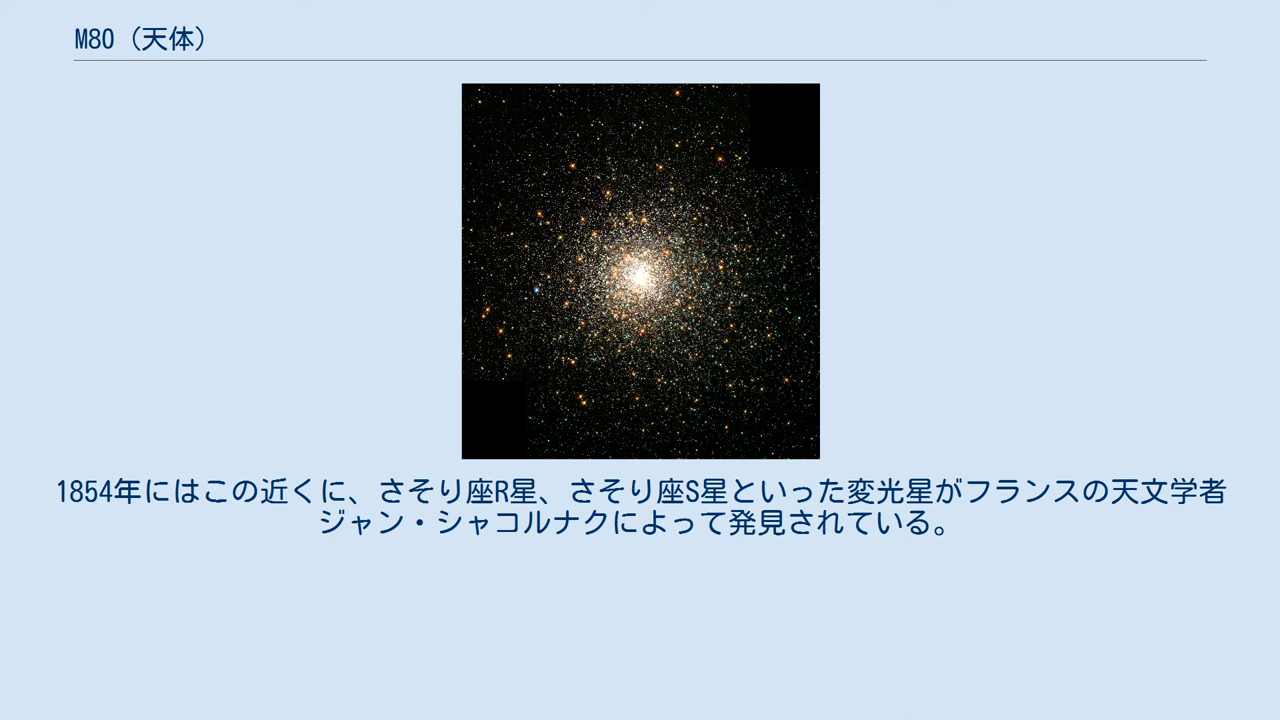 M80（天体）
1854年にはこの近くに、さそり座R星、さそり座S星といった変光星がフランスの天文学者
ジャン・シャコルナクによって発見されている。